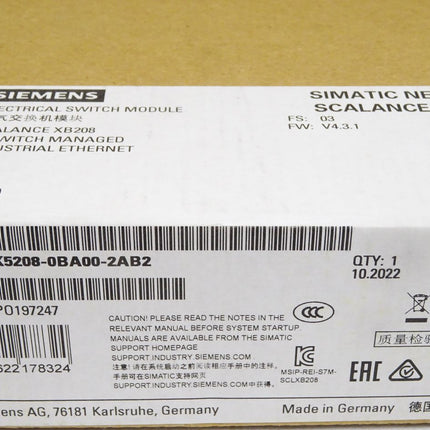 SIEMENS
SIMATIC NE
ECTRICAL SWITCH MODULE
SCALANCE
气交换机模块
FS: 03
ALANCE XB208
FW: V4.3.1
WITCH MANAGED
USTRIAL ETHERNET
K5208-0BA00-2AB2
QTY: 1
10.2022
P0197247
CAUTION! PLEASE READ THE NOTES IN THE
RELEVANT MANUAL BEFORE SYSTEM STARTUP.
MANUALS ARE AVAILABLE FROM THE SIMATIC
SUPPORT HOMEPAGE
SUPPORT.INDUSTRY.SIEMENS.COM
注意! 请在系统启动之前阅读相应手册中的注释。
手册可在SIMATIC支持网页
SUPPORT.INDUSTRY.SIEMENS.COM中获得。
CCC
质量检验
622178324
MSIP-REI-S7M-
SCLXB208
EAC
ens AG, 76181 Karlsruhe, Germany
Made in Germany
德国